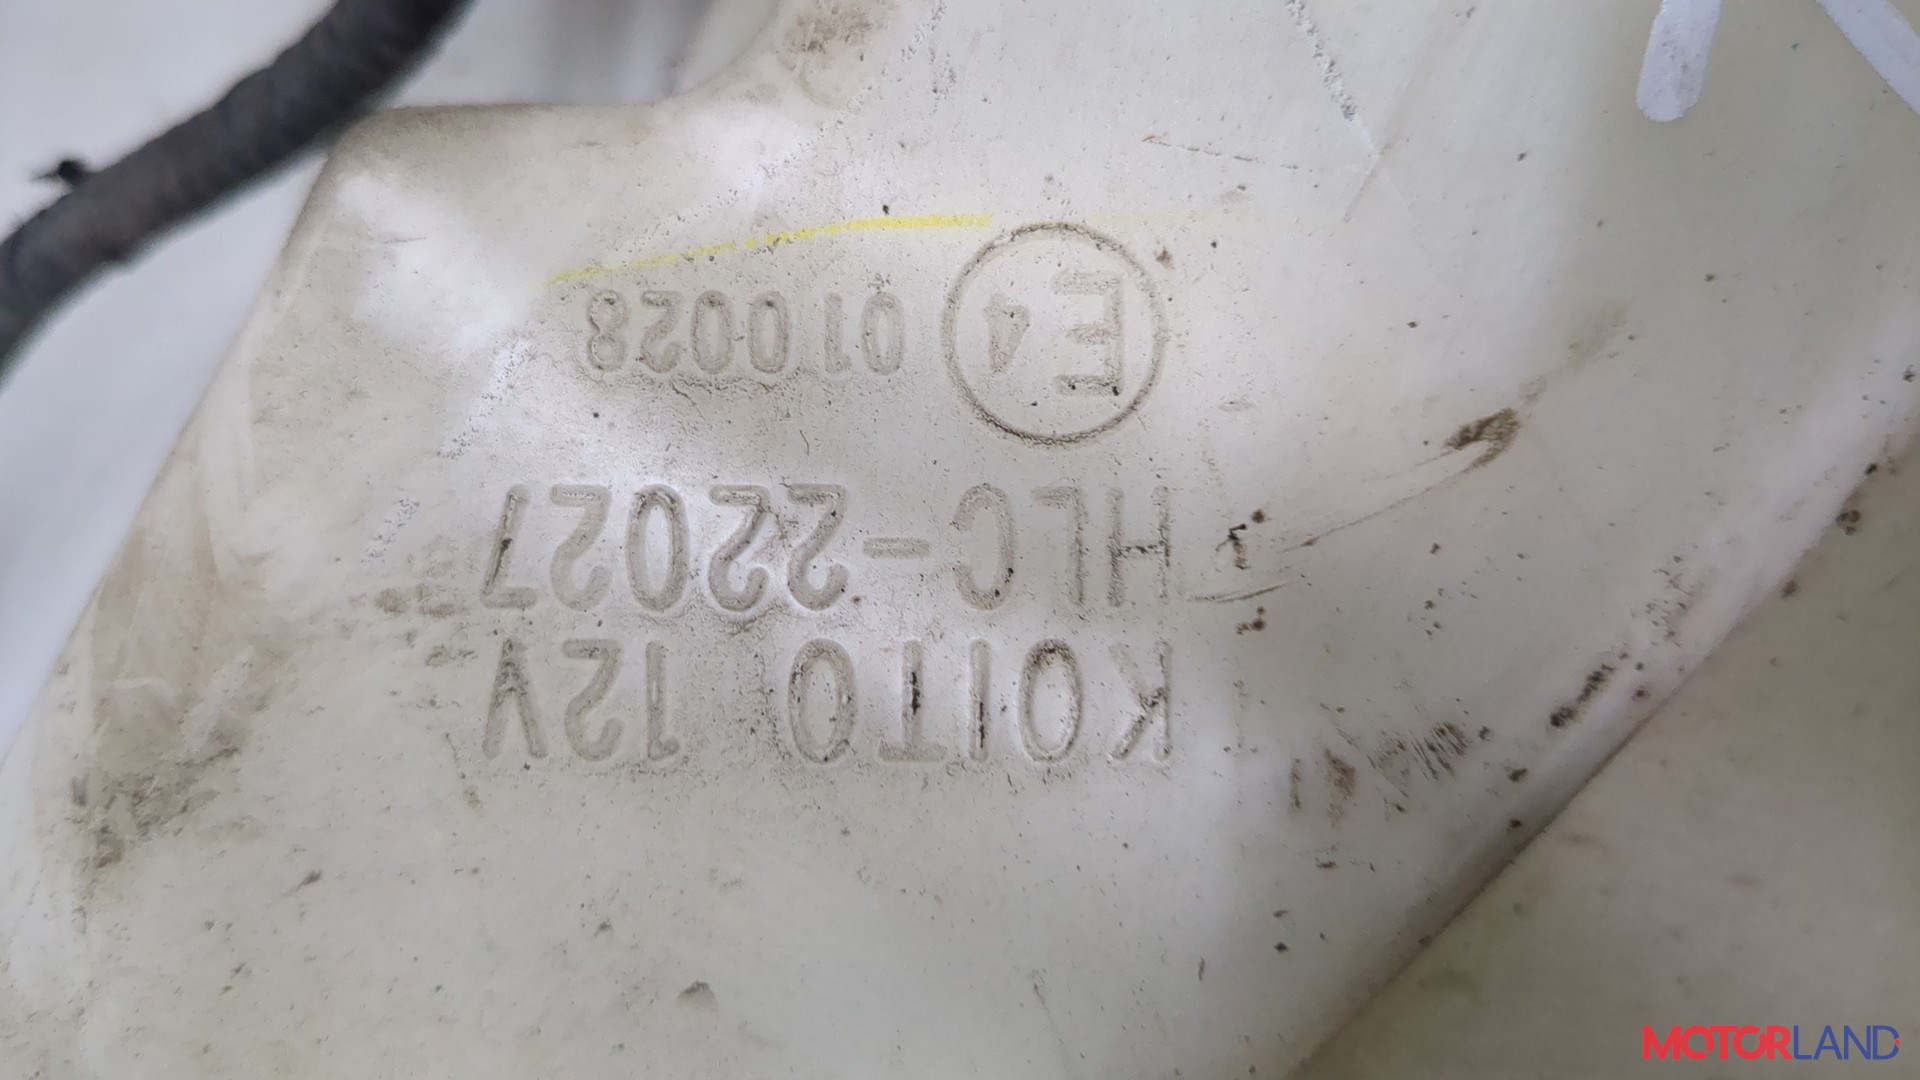 KOITO 12V
HLC-22027
E4 010028
MOTORLAND